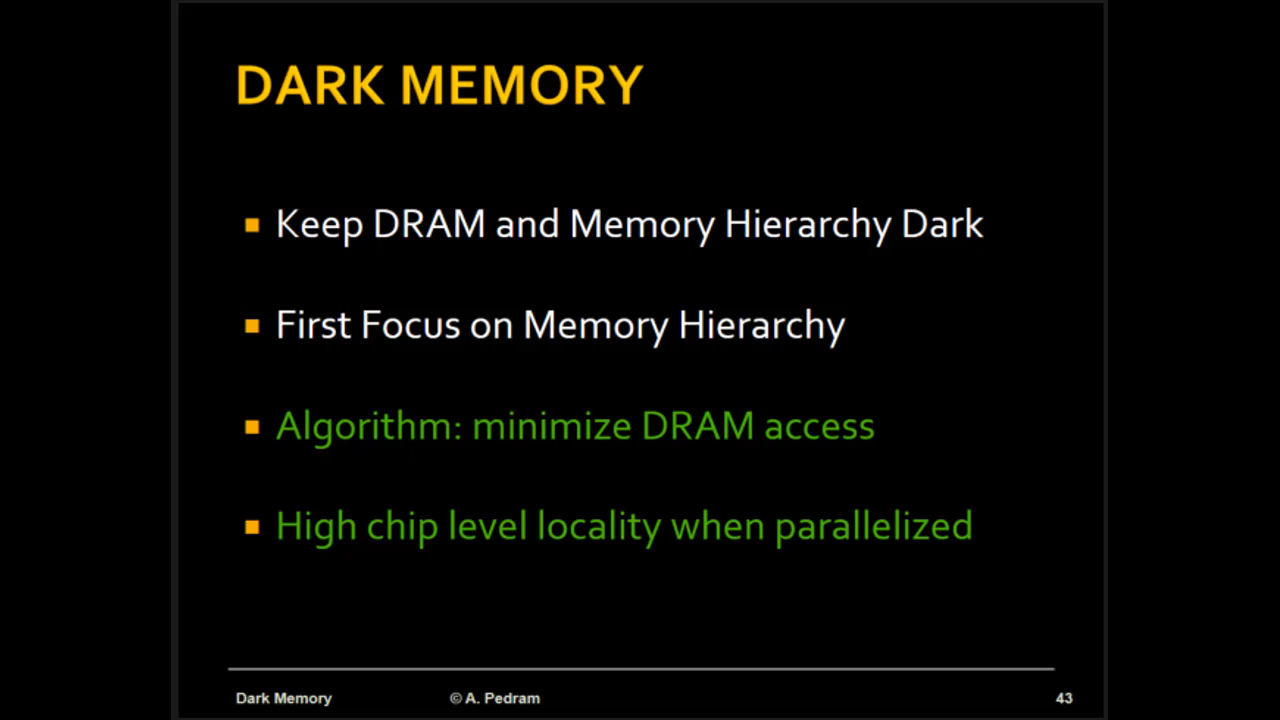 DARK MEMORY
Keep DRAM and Memory Hierarchy Dark
First Focus on Memory Hierarchy
Algorithm: minimize DRAM access
High chip level locality when parallelized
Dark Memory © A. Pedram 43